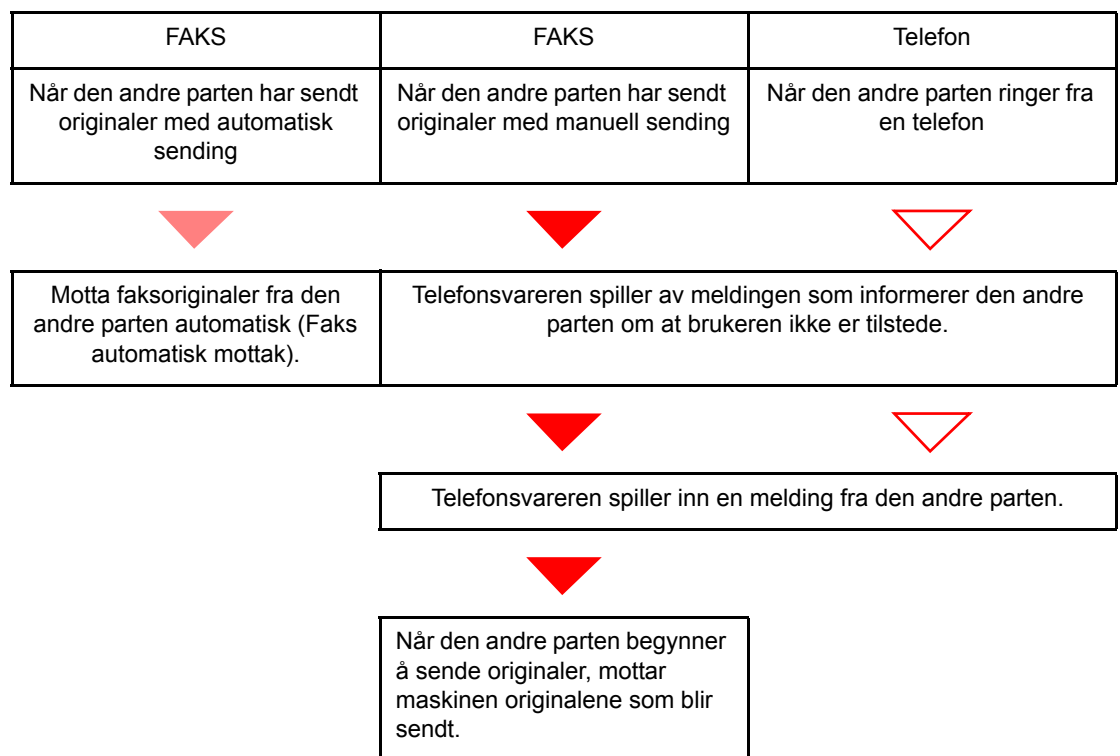 FAKS
FAKS
Telefon
Når den andre parten har sendt
originaler med automatisk
sending
Når den andre parten har sendt
originaler med manuell sending
Når den andre parten ringer fra
en telefon
Motta faksoriginaler fra den
andre parten automatisk (Faks
automatisk mottak).
Telefonsvareren spiller av meldingen som informerer den andre
parten om at brukeren ikke er tilstede.
Telefonsvareren spiller inn en melding fra den andre parten.
Når den andre parten begynner
å sende originaler, mottar
maskinen originalene som blir
sendt.